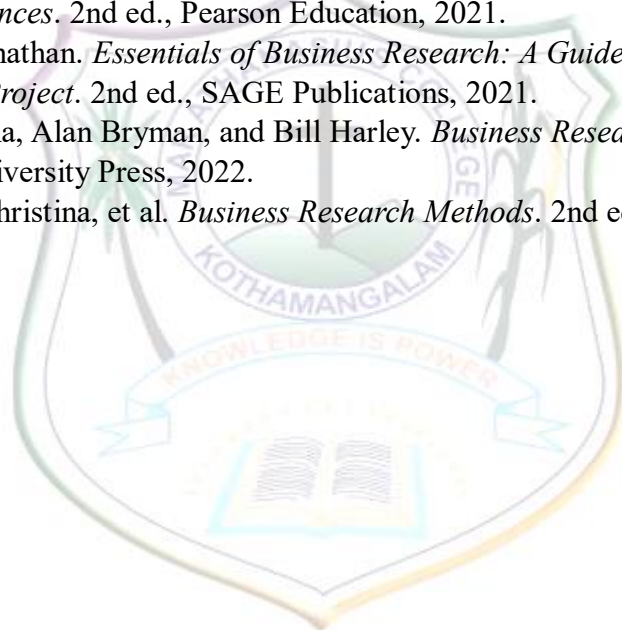 nces. 2nd ed., Pearson Education, 2021.
nathan. Essentials of Business Research: A Guide
Project. 2nd ed., SAGE Publications, 2021.
a, Alan Bryman, and Bill Harley. Business Resea
iversity Press, 2022.
hristina, et al. Business Research Methods. 2nd e
COLLEGE
KOTHAMANGALAM
KNOWLEDGE IS POWER